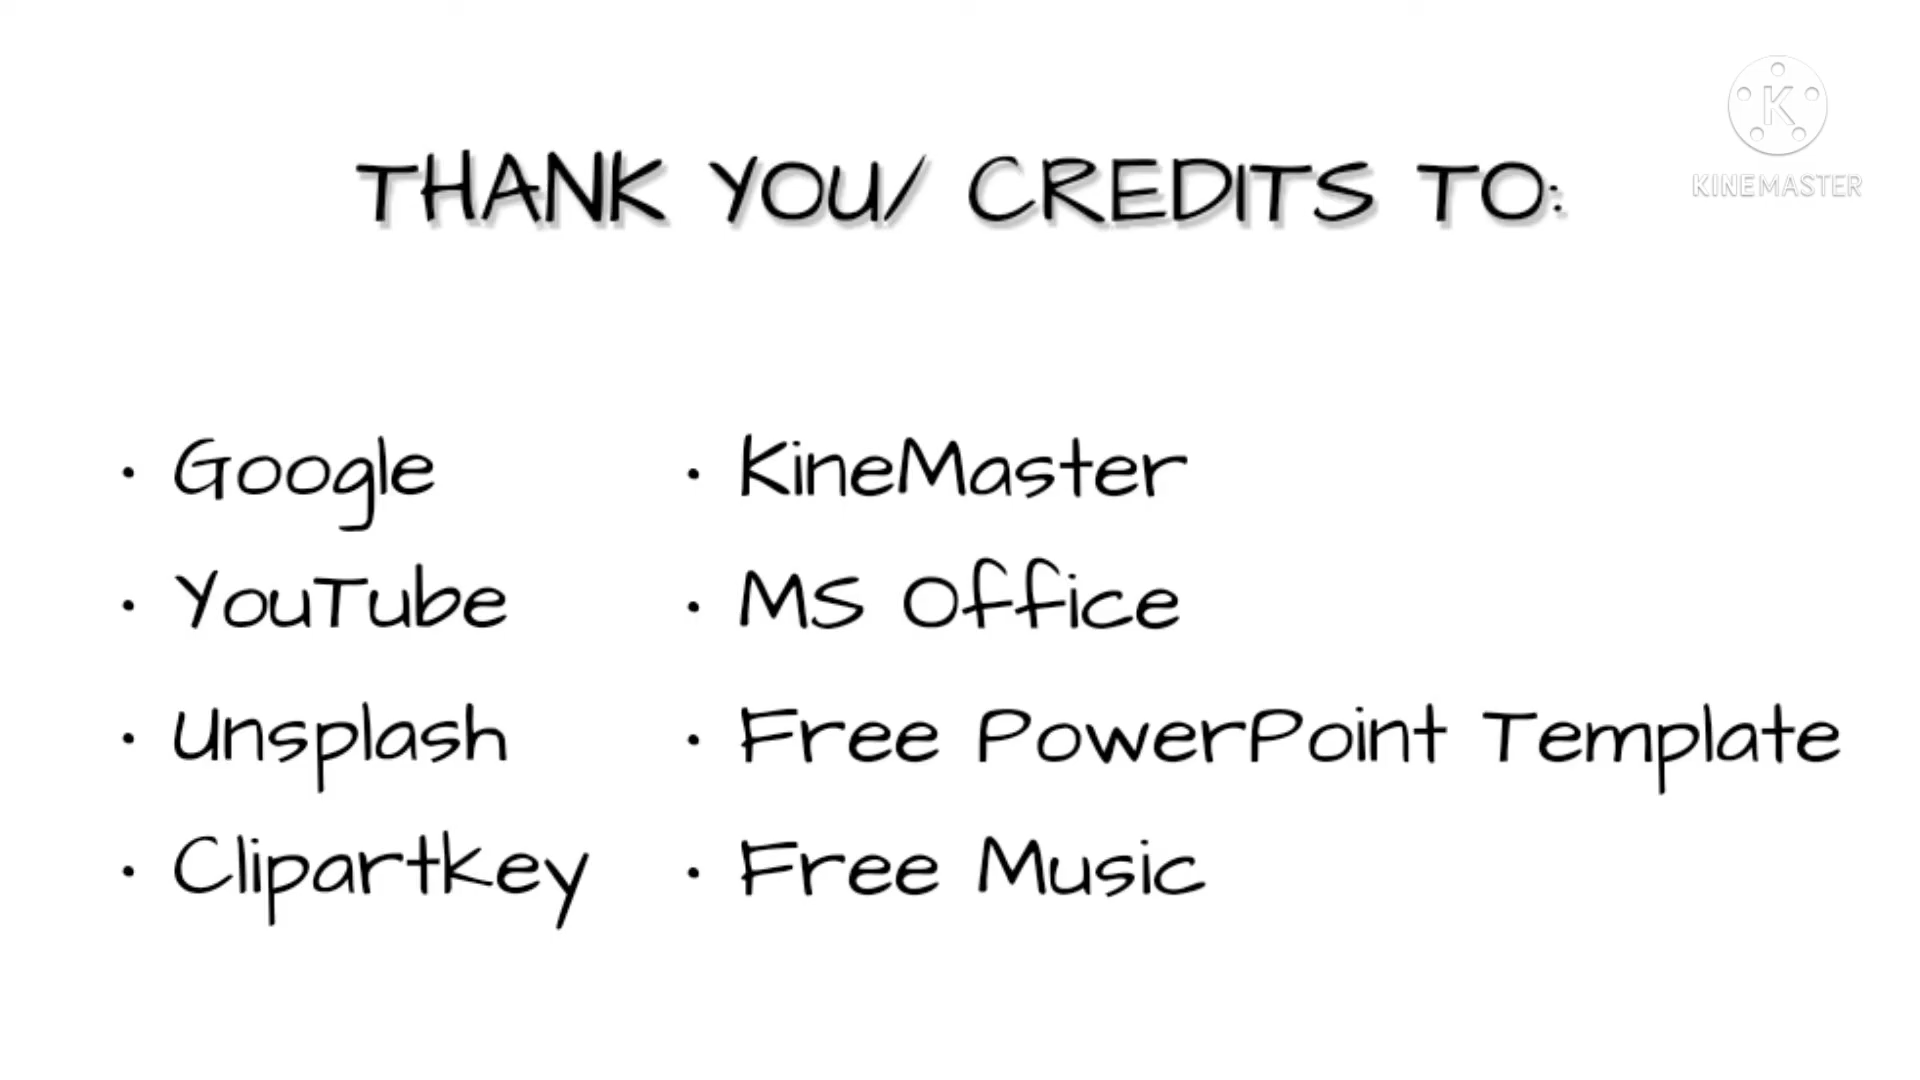 THANK YOU/ CREDITS TO:
K
KINEMASTER
• Google
• YouTube
• Unsplash
• Clipartkey
• KineMaster
• MS Office
• Free PowerPoint Template
• Free Music